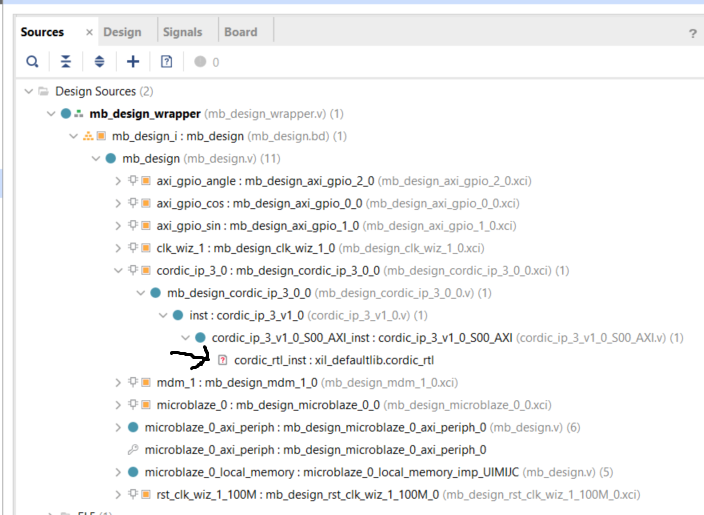 Sources × Design Signals Board ?
0
Design Sources (2)
mb_design_wrapper (mb_design_wrapper.v) (1)
mb_design_i : mb_design (mb_design.bd) (1)
mb_design (mb_design.v) (11)
axi_gpio_angle : mb_design_axi_gpio_2_0 (mb_design_axi_gpio_2_0.xci)
axi_gpio_cos : mb_design_axi_gpio_0_0 (mb_design_axi_gpio_0_0.xci)
axi_gpio_sin : mb_design_axi_gpio_1_0 (mb_design_axi_gpio_1_0.xci)
clk_wiz_1 : mb_design_clk_wiz_1_0 (mb_design_clk_wiz_1_0.xci)
cordic_ip_3_0 : mb_design_cordic_ip_3_0_0 (mb_design_cordic_ip_3_0_0.xci) (1)
mb_design_cordic_ip_3_0_0 (mb_design_cordic_ip_3_0_0.v) (1)
inst : cordic_ip_3_v1_0 (cordic_ip_3_v1_0.v) (1)
cordic_ip_3_v1_0_S00_AXI_inst : cordic_ip_3_v1_0_S00_AXI (cordic_ip_3_v1_0_S00_AXI.v) (1)
cordic_rtl_inst : xil_defaultlib.cordic_rtl
mdm_1 : mb_design_mdm_1_0 (mb_design_mdm_1_0.xci)
microblaze_0 : mb_design_microblaze_0_0 (mb_design_microblaze_0_0.xci)
microblaze_0_axi_periph : mb_design_microblaze_0_axi_periph_0 (mb_design.v) (6)
microblaze_0_axi_periph : mb_design_microblaze_0_axi_periph_0
microblaze_0_local_memory : microblaze_0_local_memory_imp_UIMIJC (mb_design.v) (5)
rst_clk_wiz_1_100M : mb_design_rst_clk_wiz_1_100M_0 (mb_design_rst_clk_wiz_1_100M_0.xci)